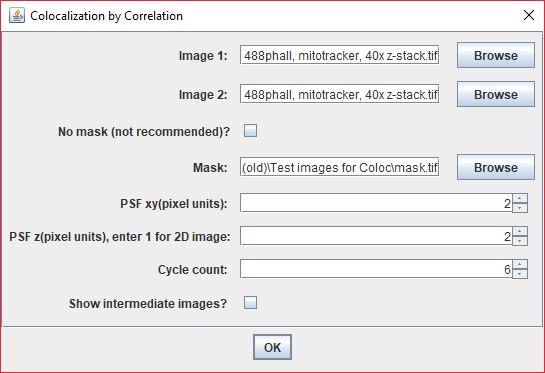 Colocalization by Correlation
Image 1: 488phall, mitotracker, 40x z-stack.tif Browse
Image 2: 488phall, mitotracker, 40x z-stack.tif Browse
No mask (not recommended)?
Mask: (old)\Test images for Coloc\mask.tif Browse
PSF xy(pixel units): 2
PSF z(pixel units), enter 1 for 2D image: 2
Cycle count: 6
Show intermediate images?
OK